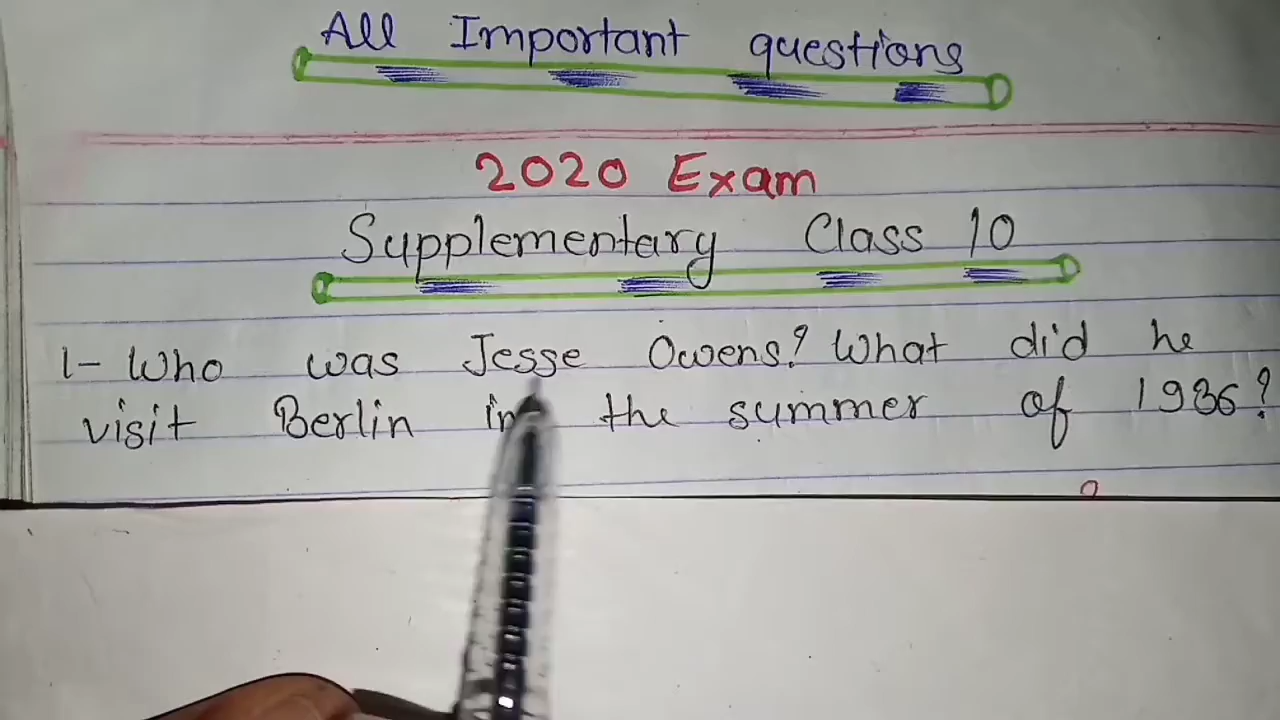 All Important questions
2020 Exam
Supplementary Class 10
1- Who was Jesse Owens? What did he
visit Berlin in the summer of 1936?